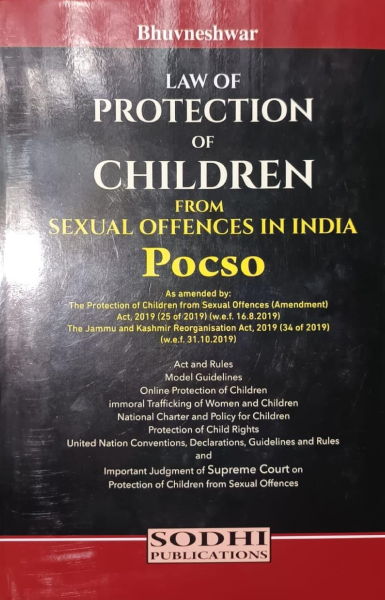 Bhuvneshwar
LAW OF
PROTECTION
OF
CHILDREN
FROM
SEXUAL OFFENCES IN INDIA
Pocso
As amended by:
The Protection of Children from Sexual Offences (Amendment)
Act, 2019 (25 of 2019) (w.e.f. 16.8.2019)
The Jammu and Kashmir Reorganisation Act, 2019 (34 of 2019)
(w.e.f. 31.10.2019)
Act and Rules
Model Guidelines
Online Protection of Children
immoral Trafficking of Women and Children
National Charter and Policy for Children
Protection of Child Rights
United Nation Conventions, Declarations, Guidelines and Rules
and
Important Judgment of Supreme Court on
Protection of Children from Sexual Offences
SODHI
PUBLICATIONS